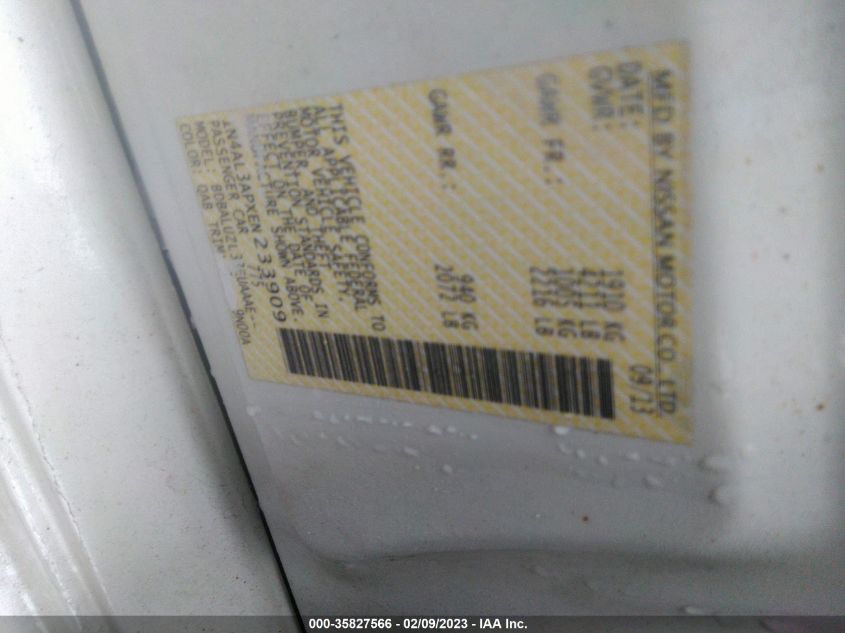 MFD BY NISSAN MOTOR CO., LTD.
DATE: 09/13
GVWR: 1910 KG
4211 LB
GAWR FR.: 1005 KG
2216 LB
GAWR RR.: 940 KG
2072 LB
THIS VEHICLE CONFORMS TO
ALL APPLICABLE FEDERAL
MOTOR VEHICLE SAFETY,
BUMPER, AND THEFT
PREVENTION STANDARDS IN
EFFECT ON THE DATE OF
MANUFACTURE SHOWN ABOVE.
1N4AL3APXEN233909
PASSENGER CAR
MODEL:
COLOR: QAB TRIM:
000-35827566 - 02/09/2023 - IAA Inc.